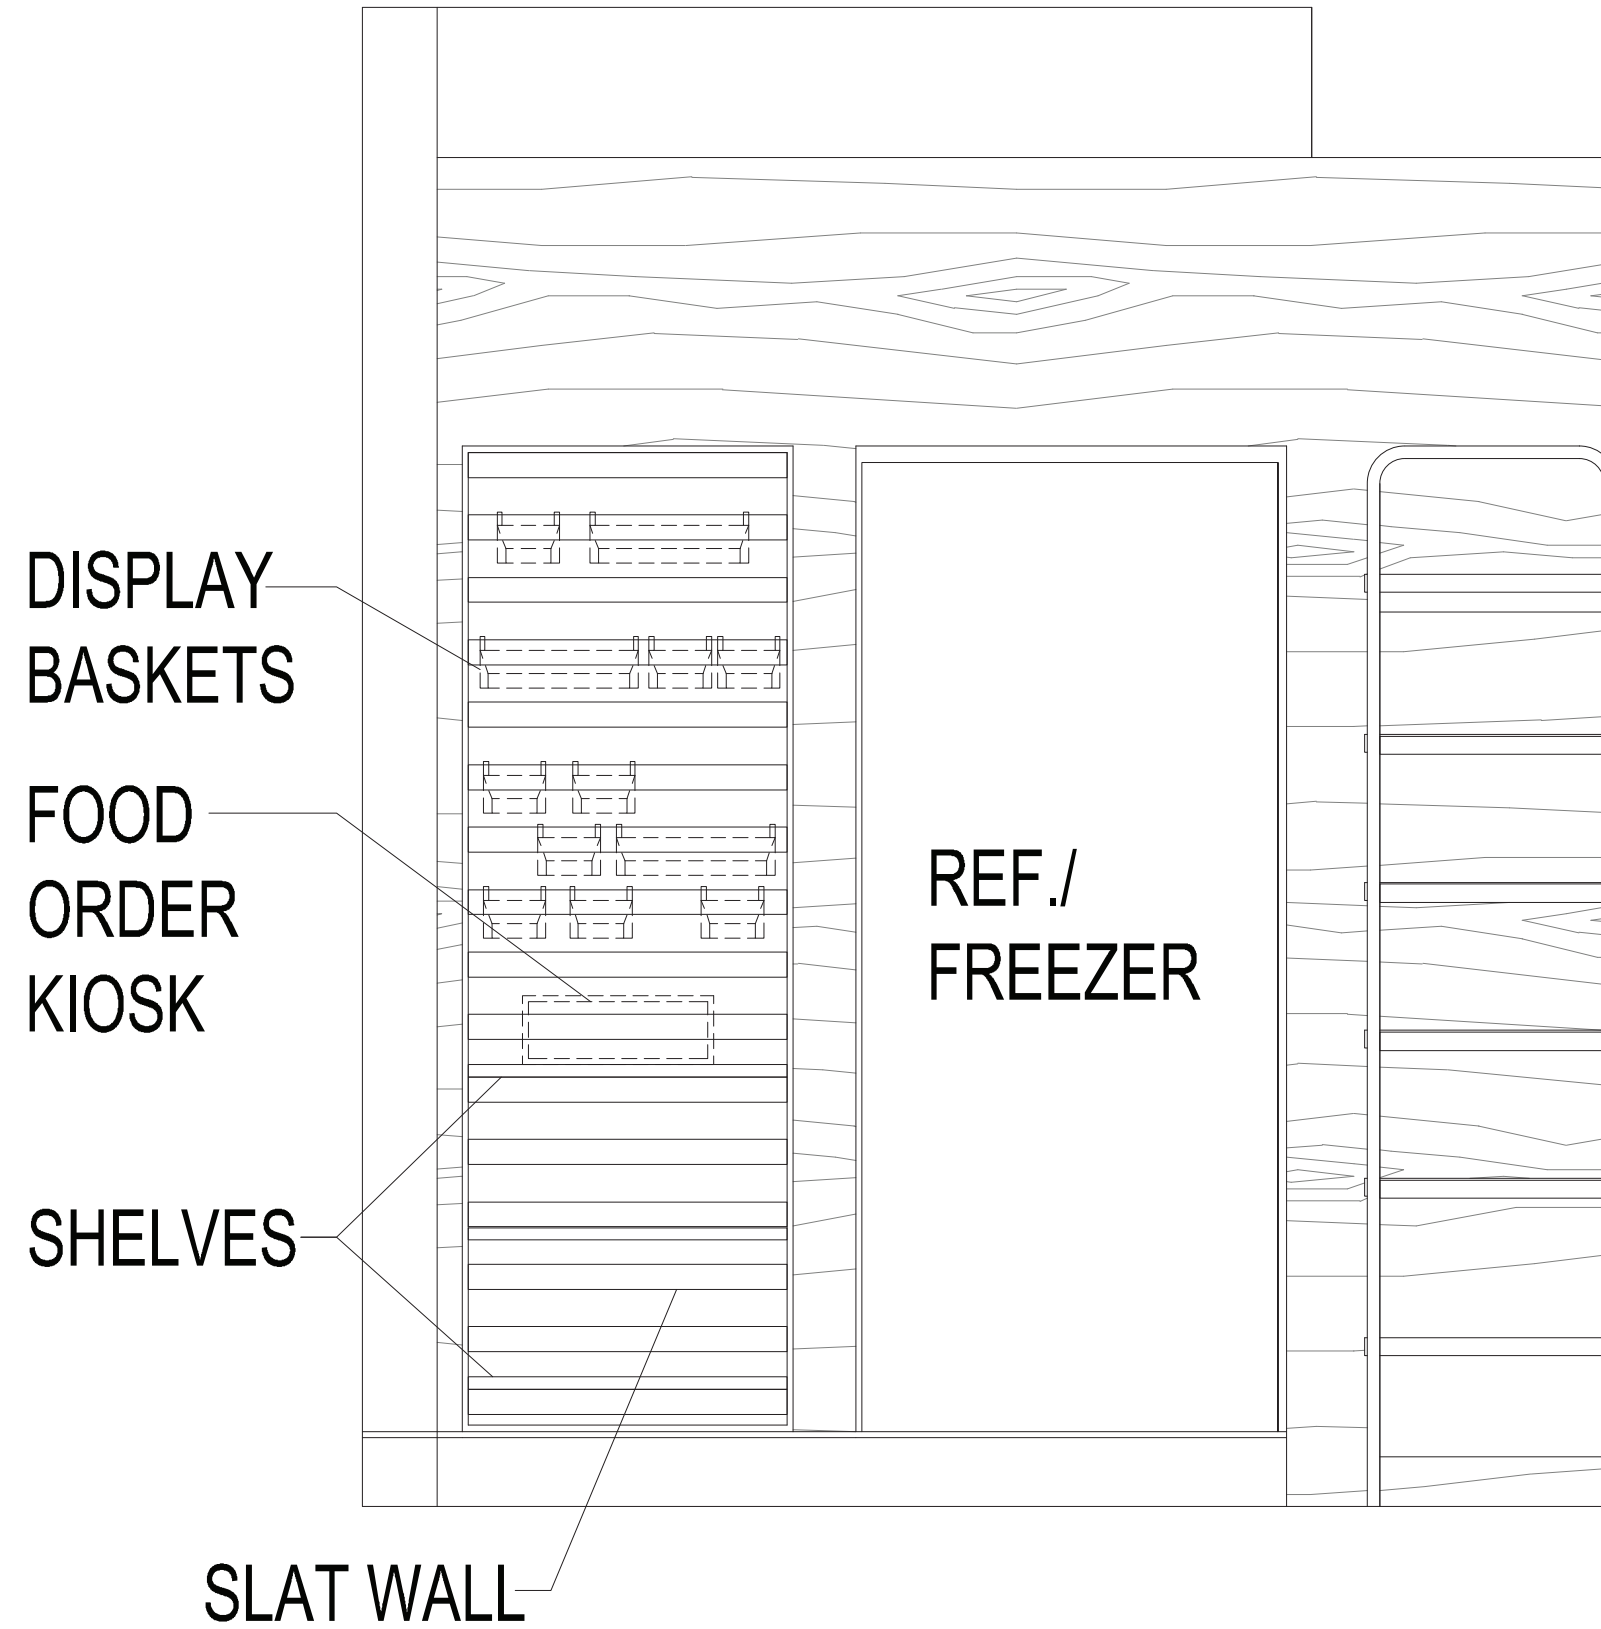 DISPLAY
BASKETS
FOOD
ORDER
KIOSK
SHELVES
SLAT WALL
REF./
FREEZER